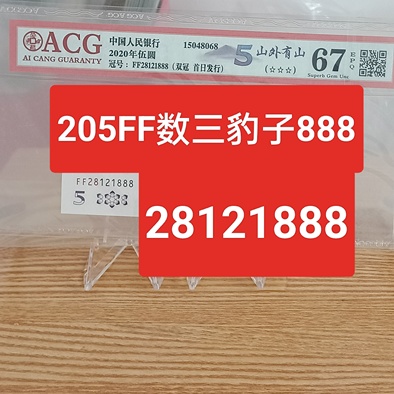 ACG
AI CANG GUARANTY
中国人民银行
15048068
2020年伍圆
冠号：FF28121888（双冠 首日发行）
5
山外有山
(☆☆☆)
67
EPQ
Superb Gem Unc
205FF数三豹子888
FF28121888
5
28121888